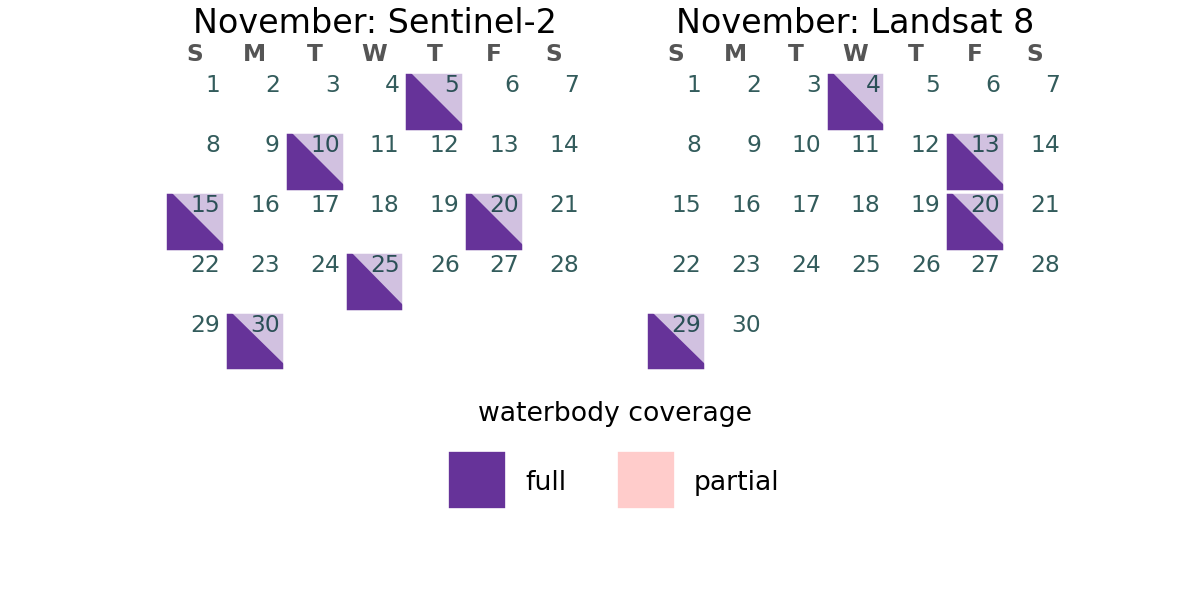 November: Sentinel-2
S M T W T F S
1 2 3 4 5 6 7
8 9 10 11 12 13 14
15 16 17 18 19 20 21
22 23 24 25 26 27 28
29 30
November: Landsat 8
S M T W T F S
1 2 3 4 5 6 7
8 9 10 11 12 13 14
15 16 17 18 19 20 21
22 23 24 25 26 27 28
29 30
waterbody coverage
full partial